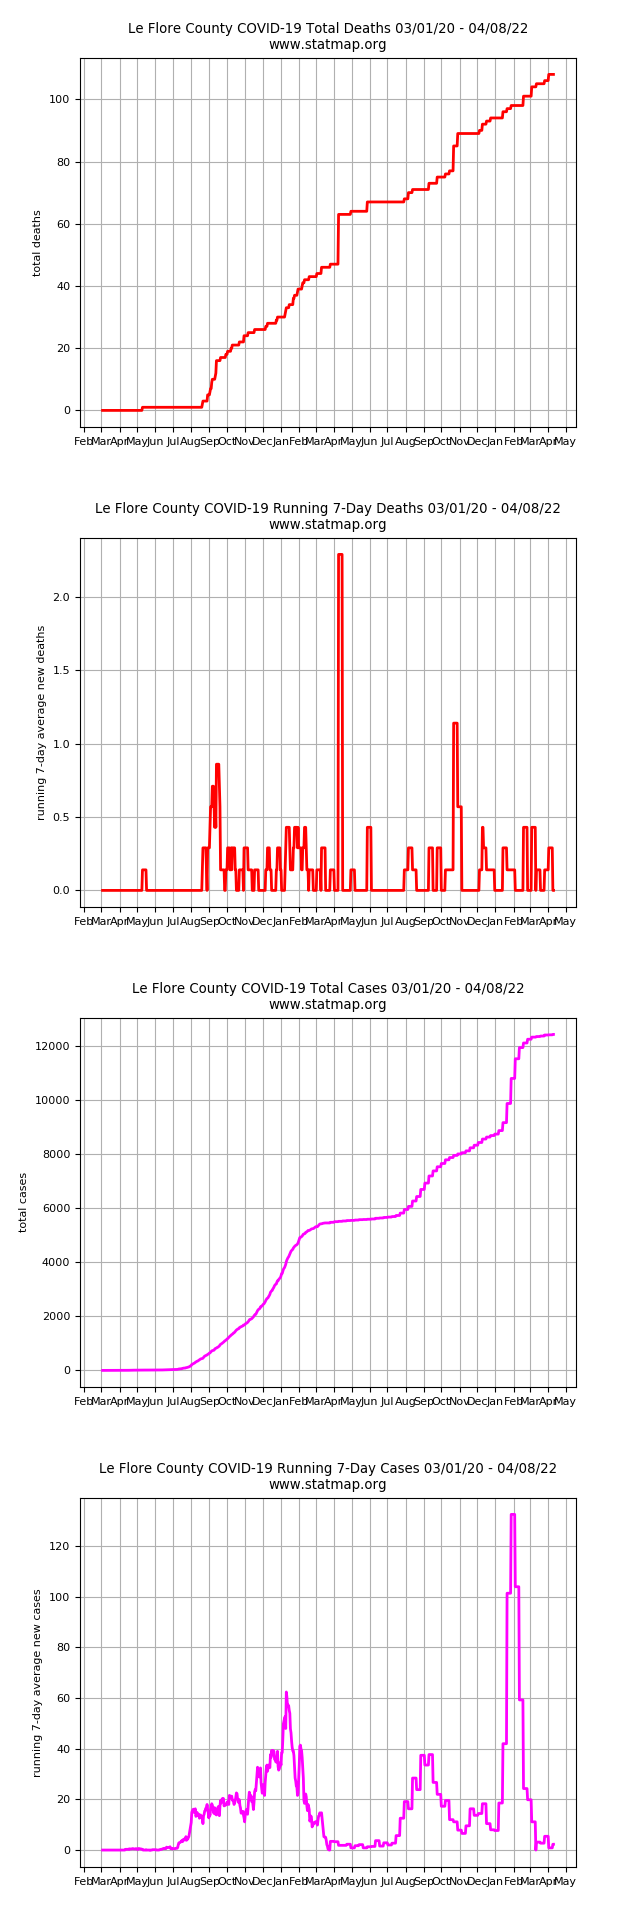 Le Flore County COVID-19 Total Deaths 03/01/20 - 04/08/22
www.statmap.org
100
80
60
40
20
0
total deaths
Feb Mar Apr May Jun Jul Aug Sep Oct Nov Dec Jan Feb Mar Apr May Jun Jul Aug Sep Oct Nov Dec Jan Feb Mar Apr May
Le Flore County COVID-19 Running 7-Day Deaths 03/01/20 - 04/08/22
www.statmap.org
2.0
1.5
1.0
0.5
0.0
running 7-day average new deaths
Feb Mar Apr May Jun Jul Aug Sep Oct Nov Dec Jan Feb Mar Apr May Jun Jul Aug Sep Oct Nov Dec Jan Feb Mar Apr May
Le Flore County COVID-19 Total Cases 03/01/20 - 04/08/22
www.statmap.org
12000
10000
8000
6000
4000
2000
0
total cases
Feb Mar Apr May Jun Jul Aug Sep Oct Nov Dec Jan Feb Mar Apr May Jun Jul Aug Sep Oct Nov Dec Jan Feb Mar Apr May
Le Flore County COVID-19 Running 7-Day Cases 03/01/20 - 04/08/22
www.statmap.org
120
100
80
60
40
20
0
running 7-day average new cases
Feb Mar Apr May Jun Jul Aug Sep Oct Nov Dec Jan Feb Mar Apr May Jun Jul Aug Sep Oct Nov Dec Jan Feb Mar Apr May